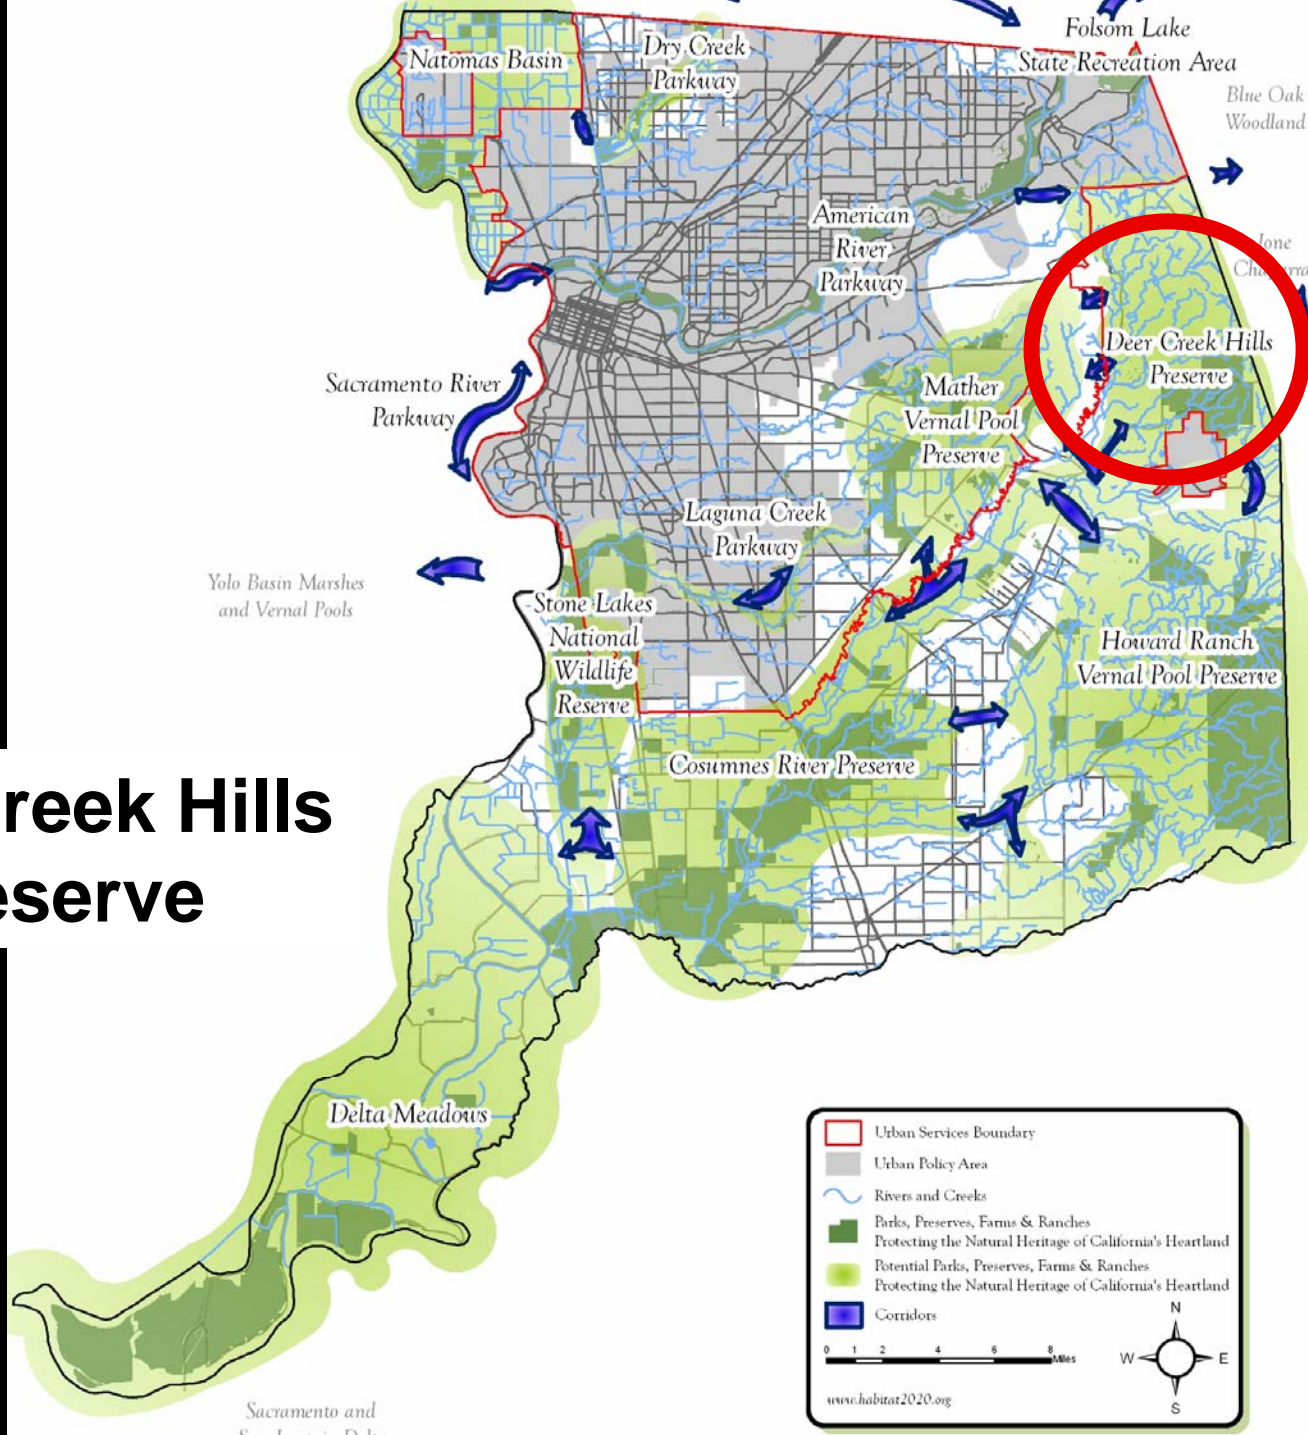 Folsom Lake
State Recreation Area
Natomas Basin
Dry Creek
Parkway
Blue Oak
Woodland
American
River
Parkway
Ione
Deer Creek Hills
Preserve
Sacramento River
Parkway
Mather
Vernal Pool
Preserve
Laguna Creek
Parkway
Yolo Basin Marshes
and Vernal Pools
Stone Lakes
National
Wildlife
Reserve
Howard Ranch
Vernal Pool Preserve
Cosumnes River Preserve
reek Hills
eserve
Delta Meadows
Urban Services Boundary
Urban Policy Area
Rivers and Creeks
Parks, Preserves, Farms & Ranches
Protecting the Natural Heritage of California's Heartland
Potential Parks, Preserves, Farms & Ranches
Protecting the Natural Heritage of California's Heartland
Corridors
0 1 2 4 6 8 Miles
N
W E
S
www.habitat2020.org
Sacramento and